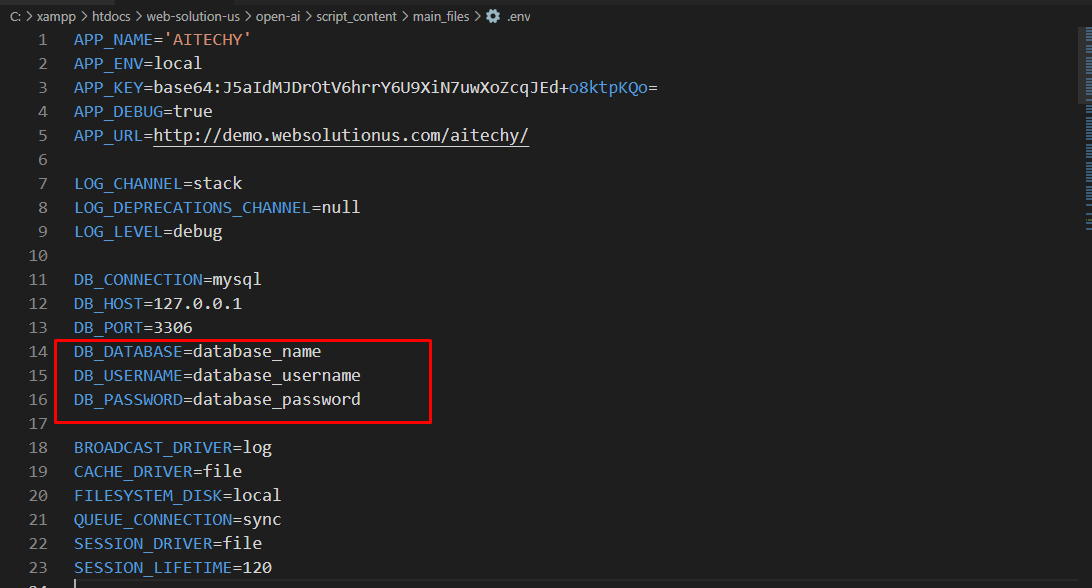 C: > xampp > htdocs > web-solution-us > open-ai > script_content > main_files > .env
1 APP_NAME='AITECHY'
2 APP_ENV=local
3 APP_KEY=base64:J5aIdMJDrOtV6hrrY6U9XiN7uwXoZcqJEd+o8ktpKQo=
4 APP_DEBUG=true
5 APP_URL=http://demo.websolutionus.com/aitechy/
6
7 LOG_CHANNEL=stack
8 LOG_DEPRECATIONS_CHANNEL=null
9 LOG_LEVEL=debug
10
11 DB_CONNECTION=mysql
12 DB_HOST=127.0.0.1
13 DB_PORT=3306
14 DB_DATABASE=database_name
15 DB_USERNAME=database_username
16 DB_PASSWORD=database_password
17
18 BROADCAST_DRIVER=log
19 CACHE_DRIVER=file
20 FILESYSTEM_DISK=local
21 QUEUE_CONNECTION=sync
22 SESSION_DRIVER=file
23 SESSION_LIFETIME=120